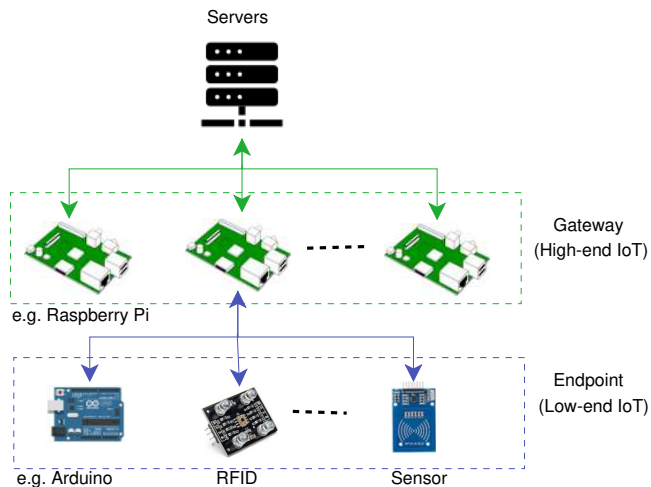 Servers
Gateway
(High-end IoT)
e.g. Raspberry Pi
Endpoint
(Low-end IoT)
e.g. Arduino
RFID
Sensor